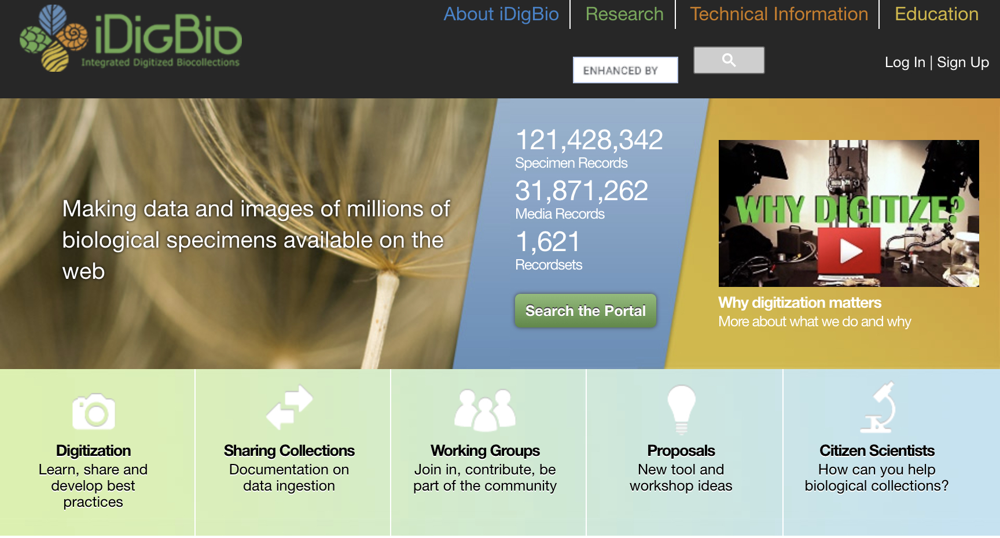 iDigBio
Integrated Digitized Biocollections
About iDigBio
Research
Technical Information
Education
ENHANCED BY
Log In | Sign Up
Making data and images of millions of
biological specimens available on the
web
121,428,342
Specimen Records
31,871,262
Media Records
1,621
Recordsets
Search the Portal
WHY DIGITIZE?
Why digitization matters
More about what we do and why
Digitization
Learn, share and
develop best
practices
Sharing Collections
Documentation on
data ingestion
Working Groups
Join in, contribute, be
part of the community
Proposals
New tool and
workshop ideas
Citizen Scientists
How can you help
biological collections?